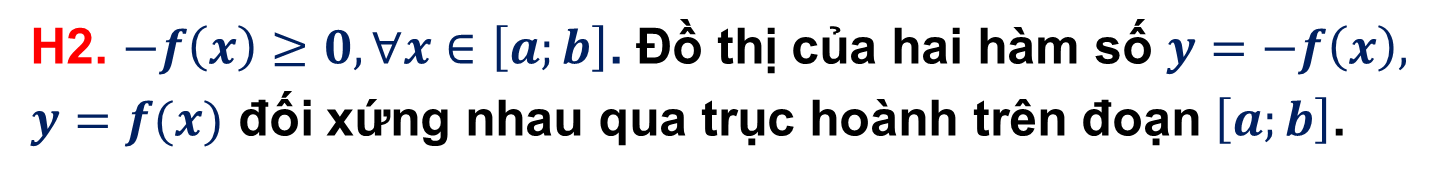 H2. −f(x) ≥ 0, ∀x ∈ [a; b]. Đồ thị của hai hàm số y = −f(x),
y = f(x) đối xứng nhau qua trục hoành trên đoạn [a; b].